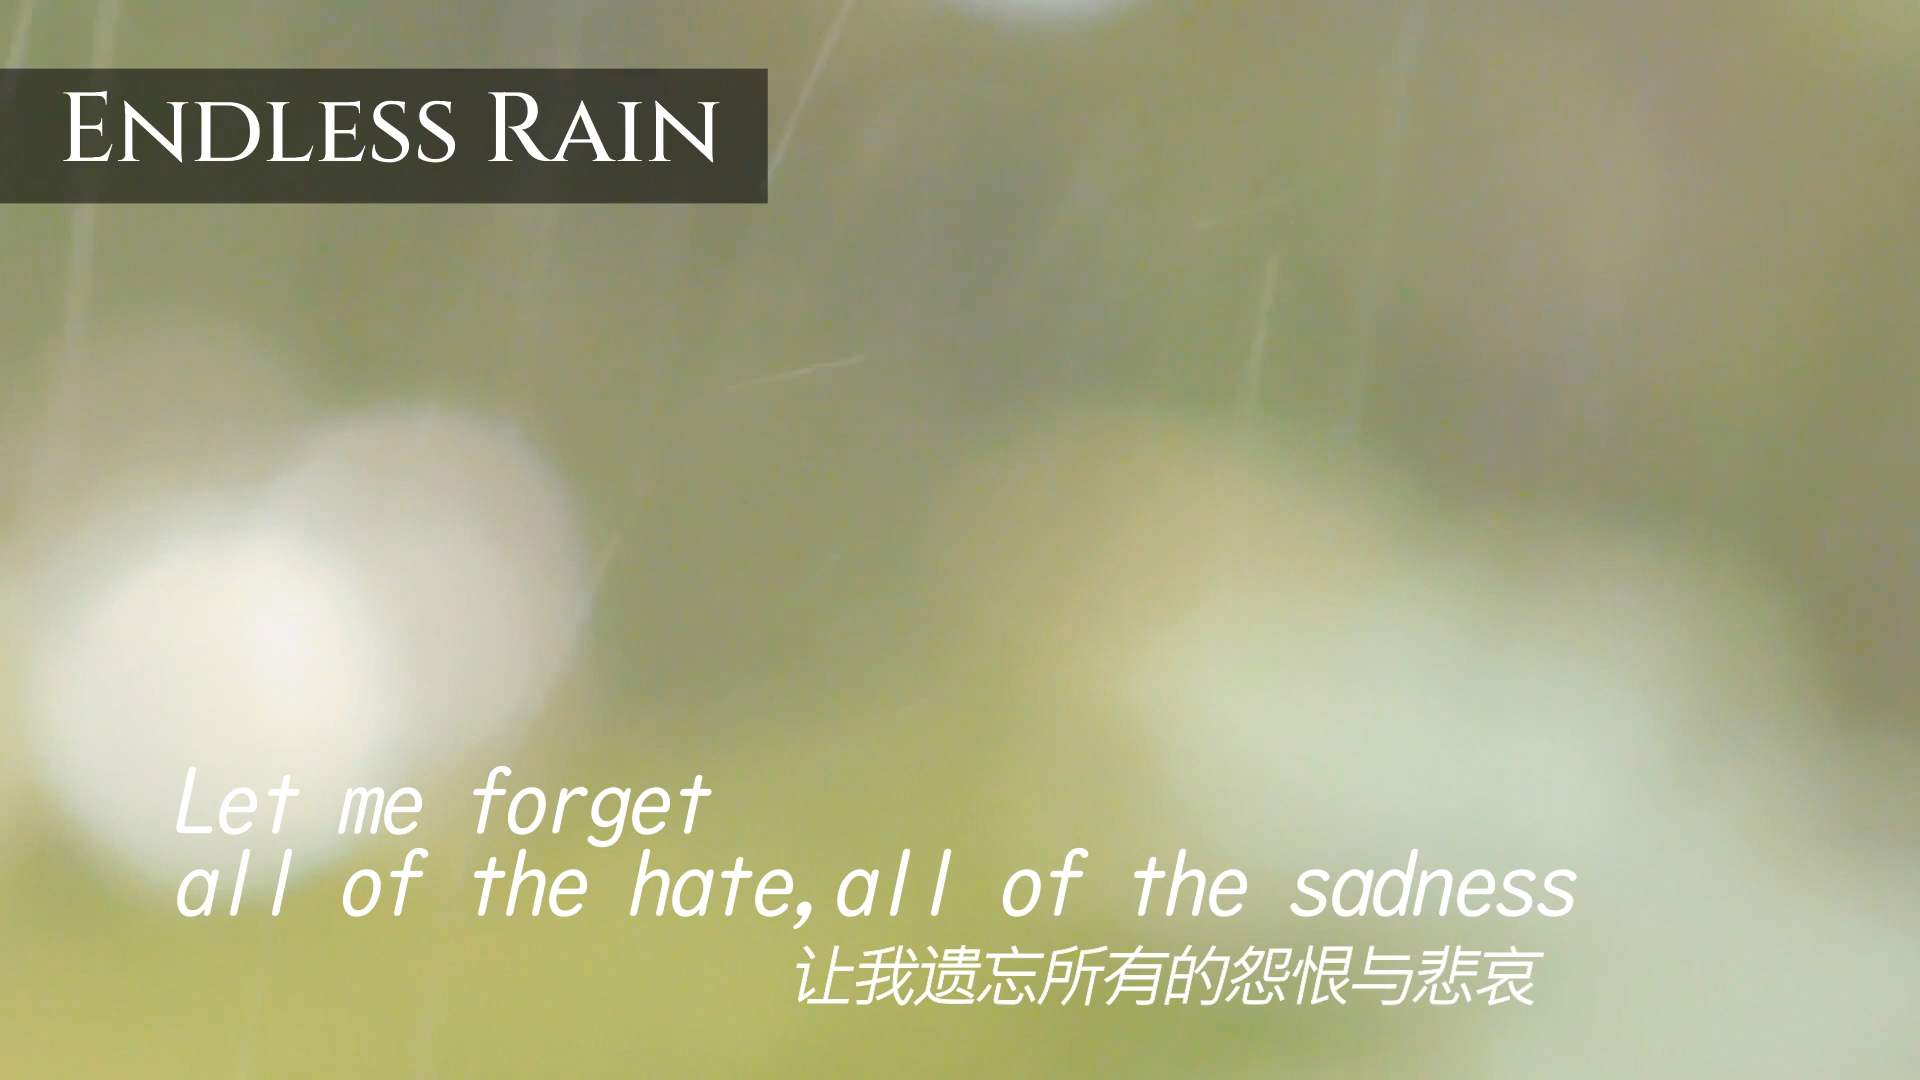 Endless Rain
Let me forget
all of the hate,all of the sadness
让我遗忘所有的怨恨与悲哀